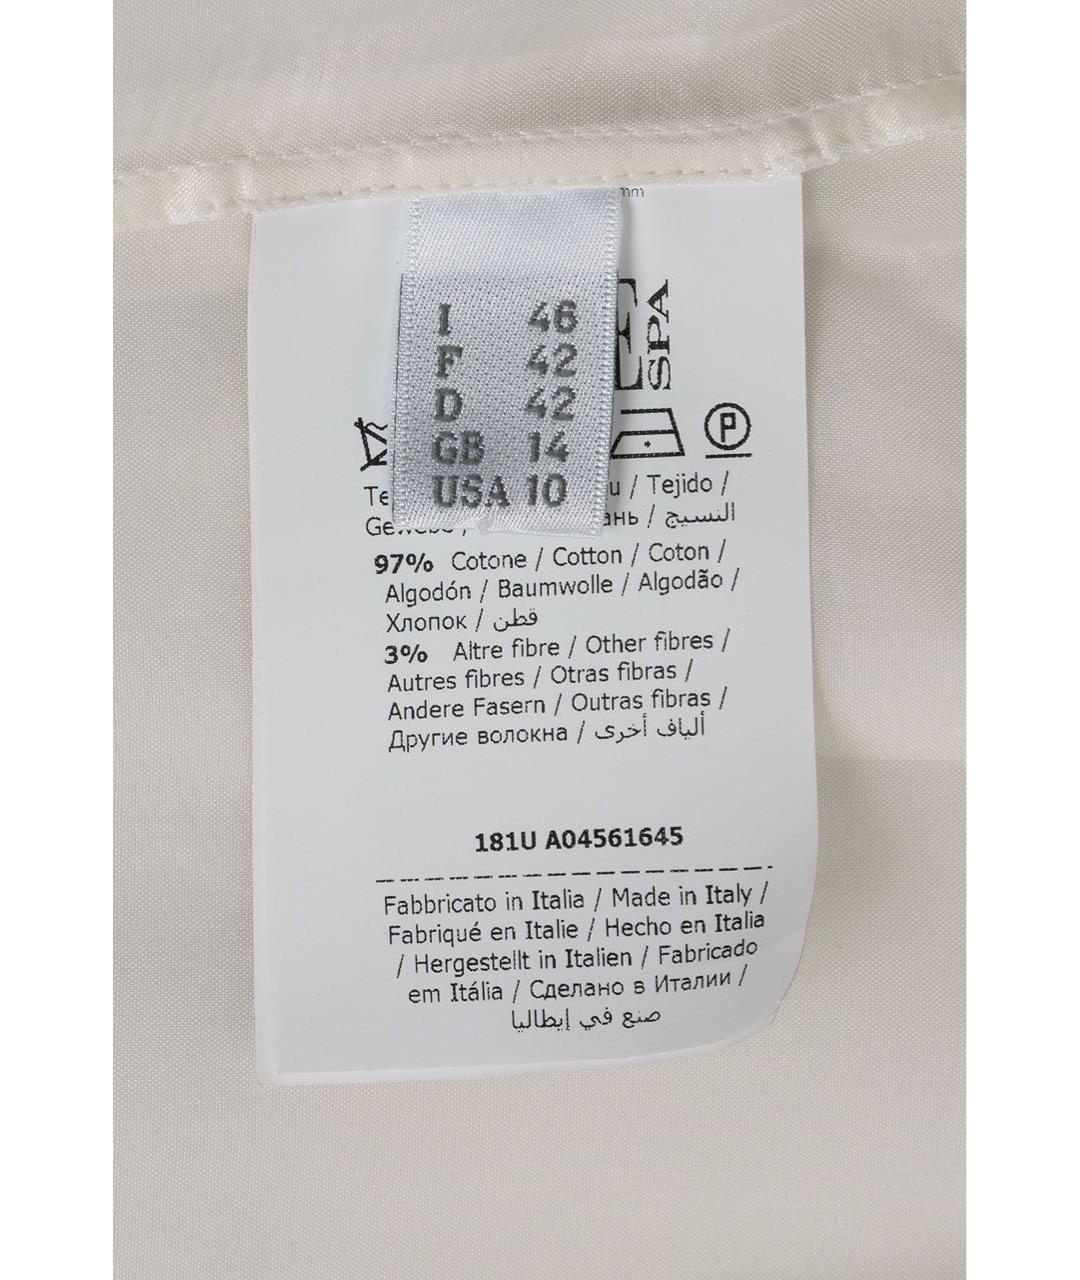 mm
E
SPA
I 46
F 42
D 42
GB 14
USA 10
P
/ Tejido /
النسيج /
97% Cotone / Cotton / Coton /
Algodón / Baumwolle / Algodão /
Хлопок / قطن
3% Altre fibre / Other fibres /
Autres fibres / Otras fibras /
Andere Fasern / Outras fibras /
Другие волокна / ألياف أخرى
181U A04561645
Fabbricato in Italia / Made in Italy /
Fabriqué en Italie / Hecho en Italia
/ Hergestellt in Italien / Fabricado
em Itália / Сделано в Италии /
صنع في إيطاليا